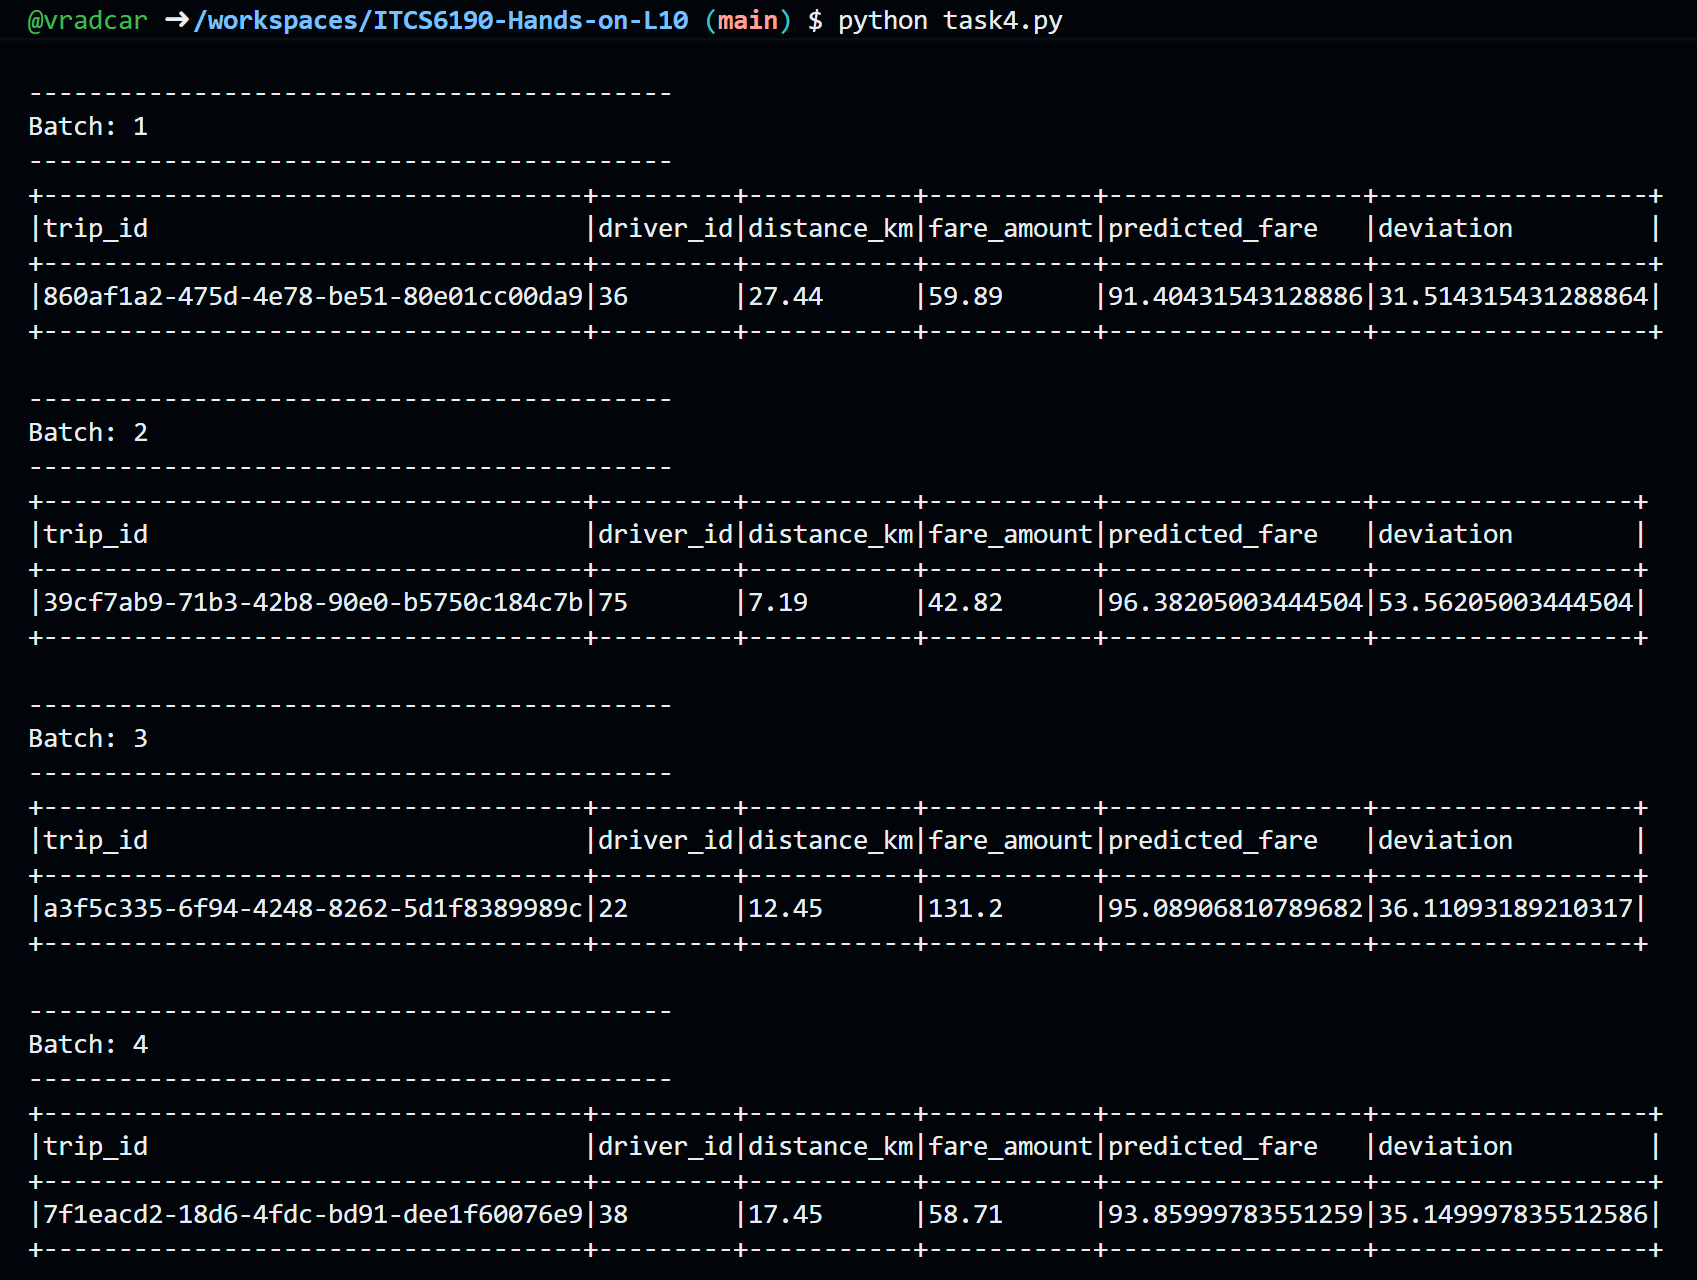 @vradcar ➜ /workspaces/ITCS6190-Hands-on-L10 (main) $ python task4.py
-------------------------------------------
Batch: 1
-------------------------------------------
+------------------------------------+---------+-----------+-----------+-----------------+------------------+
|trip_id                             |driver_id|distance_km|fare_amount|predicted_fare   |deviation         |
+------------------------------------+---------+-----------+-----------+-----------------+------------------+
|860af1a2-475d-4e78-be51-80e01cc00da9|36       |27.44      |59.89      |91.40431543128886|31.514315431288864|
+------------------------------------+---------+-----------+-----------+-----------------+------------------+
-------------------------------------------
Batch: 2
-------------------------------------------
+------------------------------------+---------+-----------+-----------+-----------------+-----------------+
|trip_id                             |driver_id|distance_km|fare_amount|predicted_fare   |deviation        |
+------------------------------------+---------+-----------+-----------+-----------------+-----------------+
|39cf7ab9-71b3-42b8-90e0-b5750c184c7b|75       |7.19       |42.82      |96.38205003444504|53.56205003444504|
+------------------------------------+---------+-----------+-----------+-----------------+-----------------+
-------------------------------------------
Batch: 3
-------------------------------------------
+------------------------------------+---------+-----------+-----------+-----------------+-----------------+
|trip_id                             |driver_id|distance_km|fare_amount|predicted_fare   |deviation        |
+------------------------------------+---------+-----------+-----------+-----------------+-----------------+
|a3f5c335-6f94-4248-8262-5d1f8389989c|22       |12.45      |131.2      |95.08906810789682|36.11093189210317|
+------------------------------------+---------+-----------+-----------+-----------------+-----------------+
-------------------------------------------
Batch: 4
-------------------------------------------
+------------------------------------+---------+-----------+-----------+-----------------+------------------+
|trip_id                             |driver_id|distance_km|fare_amount|predicted_fare   |deviation         |
+------------------------------------+---------+-----------+-----------+-----------------+------------------+
|7f1eacd2-18d6-4fdc-bd91-dee1f60076e9|38       |17.45      |58.71      |93.85999783551259|35.149997835512586|
+------------------------------------+---------+-----------+-----------+-----------------+------------------+